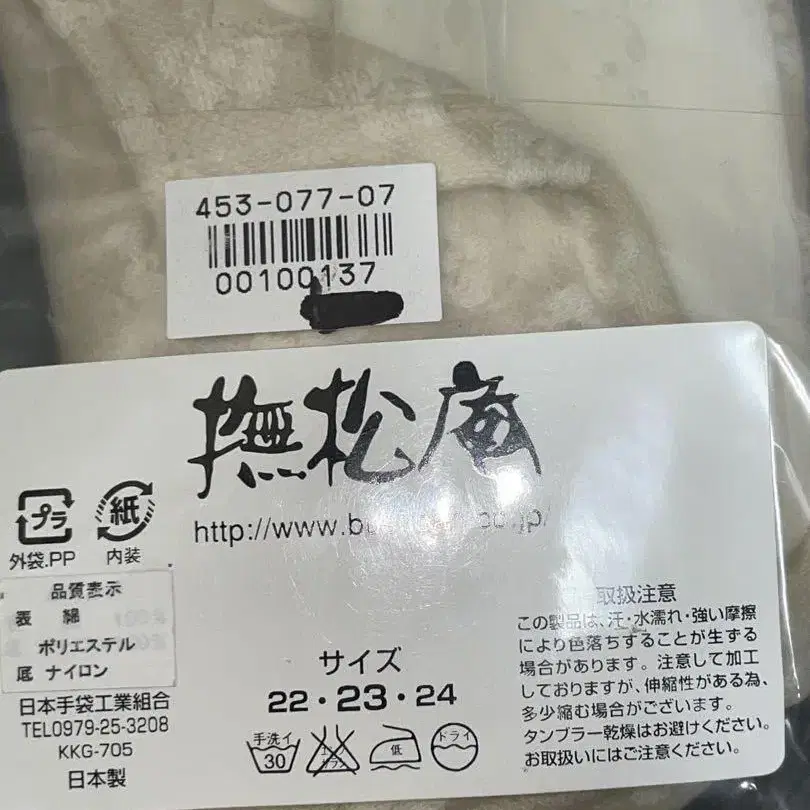 453-077-07
00100137
撫松庵
プラ
紙
外袋.PP
内装
品質表示
表 綿
ポリエステル
底 ナイロン
日本手袋工業組合
TEL0979-25-3208
KKG-705
日本製
サイズ
22・23・24
手洗イ
30
低
ドライ
取扱注意
この製品は、汗・水濡れ・強い摩擦
により色落ちすることが生ずる
場合があります。注意して加工
しておりますが、伸縮性がある為、
多少縮む場合がございます。
タンブラー乾燥はお避けください。
お取扱いにはご注意ください。